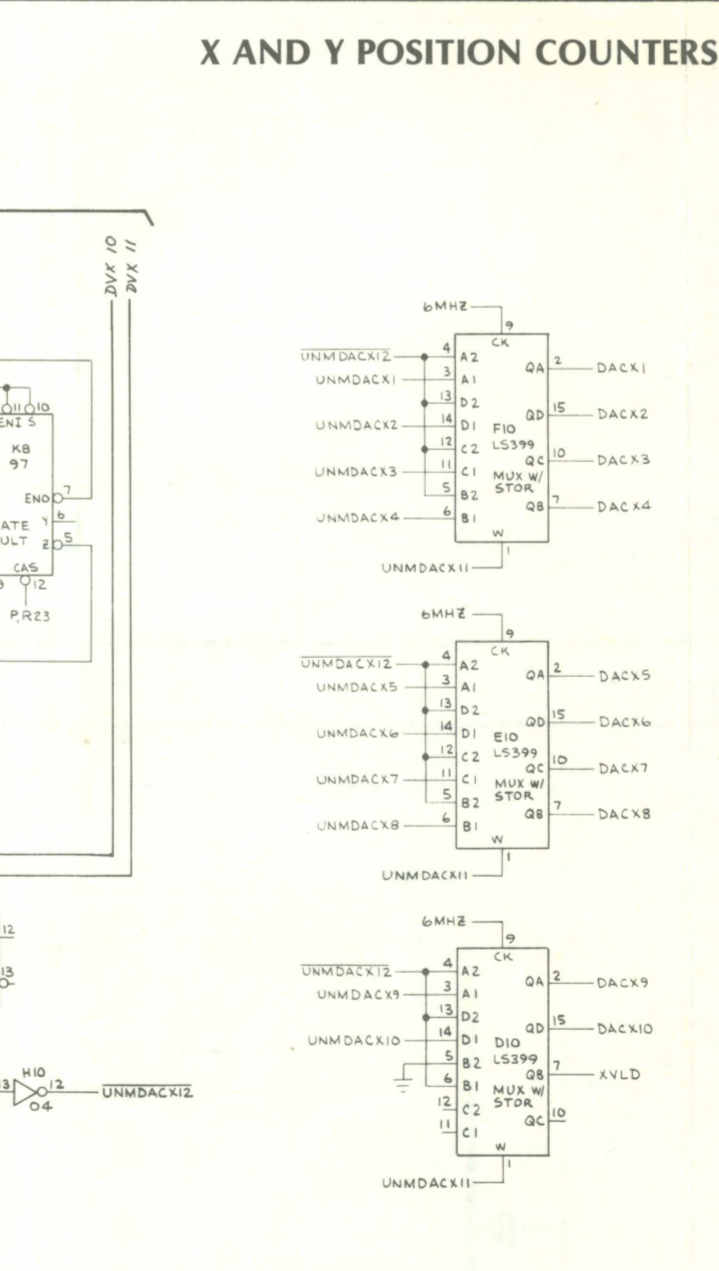 X AND Y POSITION COUNTERS
DVX 10
DVX 11
11 10
EN1 S
K8
97
EN0 7
Y 6
Z 5
CAS
12
P,R23
12
13
H10
12
04
UNMDACX12
6MHZ
9
CK
UNMDACX12 4 A2
QA 2 DACX1
UNMDACX1 3 A1
13 D2
QD 15 DACX2
UNMDACX2 14 D1
F10
12 C2
LS399
QC 10 DACX3
UNMDACX3 11 C1
MUX W/
STOR
5 B2
QB 7 DACX4
UNMDACX4 6 B1
W
1
UNMDACX11
6MHZ
9
CK
UNMDACX12 4 A2
QA 2 DACX5
UNMDACX5 3 A1
13 D2
QD 15 DACX6
UNMDACX6 14 D1
E10
12 C2
LS399
QC 10 DACX7
UNMDACX7 11 C1
MUX W/
STOR
5 B2
QB 7 DACX8
UNMDACX8 6 B1
W
1
UNMDACX11
6MHZ
9
CK
UNMDACX12 4 A2
QA 2 DACX9
UNMDACX9 3 A1
13 D2
QD 15 DACX10
UNMDACX10 14 D1
D10
5 B2
LS399
QB 7 XVLD
6 B1
MUX W/
STOR
12 C2
QC 10
11 C1
W
1
UNMDACX11